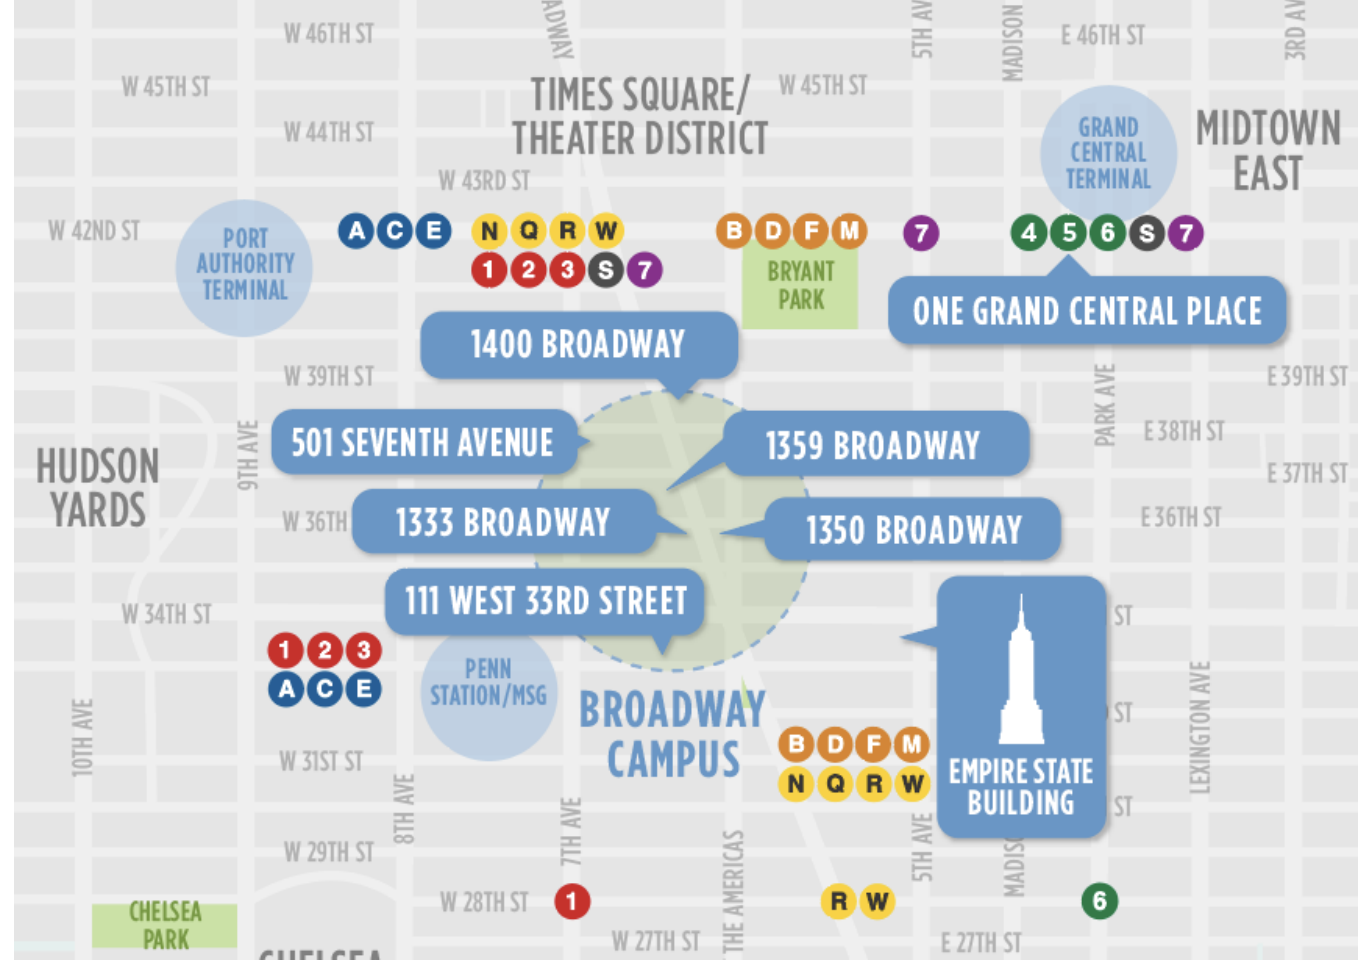 ADWAY
5TH AV
MADISON
3RD AV
W 46TH ST
E 46TH ST
W 45TH ST
TIMES SQUARE/
THEATER DISTRICT
W 45TH ST
W 44TH ST
GRAND
CENTRAL
TERMINAL
MIDTOWN
EAST
W 43RD ST
W 42ND ST
PORT
AUTHORITY
TERMINAL
A C E
N Q R W
1 2 3 S 7
B D F M
BRYANT
PARK
7
4 5 6 S 7
ONE GRAND CENTRAL PLACE
1400 BROADWAY
W 39TH ST
E 39TH ST
PARK AVE
9TH AVE
501 SEVENTH AVENUE
1359 BROADWAY
E 38TH ST
HUDSON
YARDS
E 37TH ST
W 36TH
1333 BROADWAY
1350 BROADWAY
E 36TH ST
111 WEST 33RD STREET
W 34TH ST
ST
1 2 3
A C E
PENN
STATION/MSG
BROADWAY
CAMPUS
EMPIRE STATE
BUILDING
ST
ST
LEXINGTON AVE
10TH AVE
B D F M
N Q R W
W 31ST ST
8TH AVE
7TH AVE
THE AMERICAS
5TH AVE
MADISO
W 29TH ST
W 28TH ST
1
R W
6
CHELSEA
PARK
CHELSEA
W 27TH ST
E 27TH ST